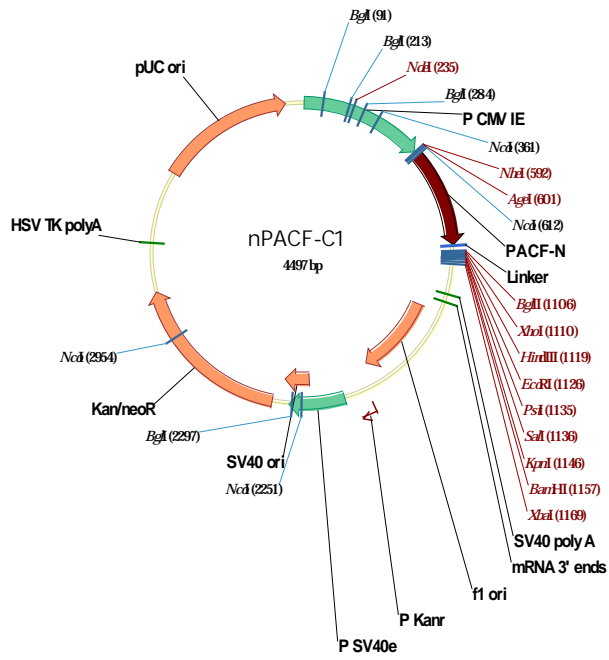 BglI (91)
BglI (213)
NdeI (235)
BglI (284)
P CMV IE
NcoI (361)
NheI (592)
AgeI (601)
NcoI (612)
PACF-N
Linker
BglII (1106)
XhoI (1110)
HindIII (1119)
EcoRI (1126)
PstI (1135)
SalI (1136)
KpnI (1146)
BamHI (1157)
XbaI (1169)
SV40 poly A
mRNA 3' ends
f1 ori
P Kanr
P SV40e
NcoI (2251)
SV40 ori
BglI (2297)
Kan/neoR
NcoI (2954)
HSV TK polyA
pUC ori
nPACF-C1
4497 bp